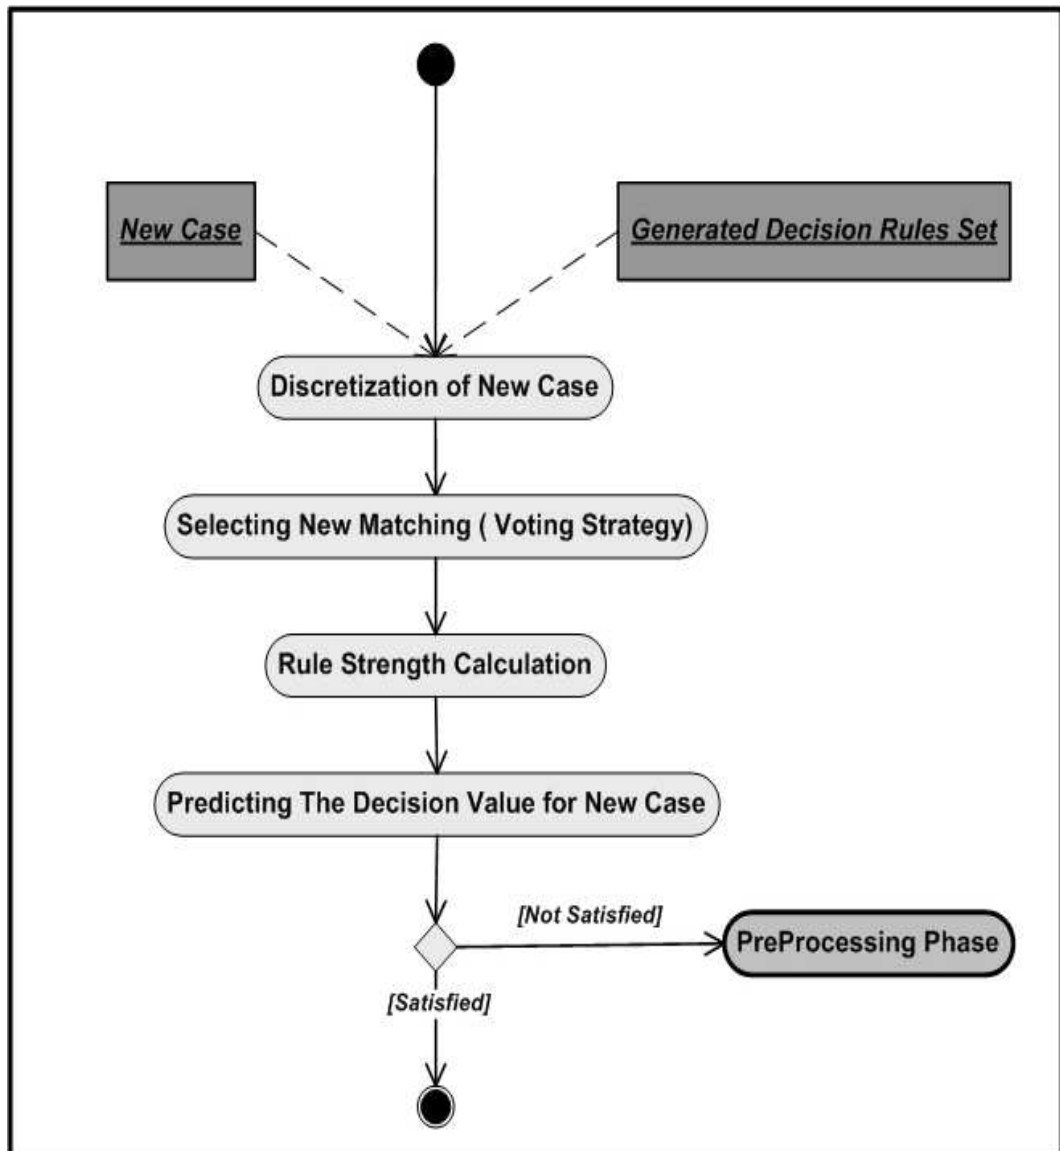 New Case
Generated Decision Rules Set
Discretization of New Case
Selecting New Matching ( Voting Strategy)
Rule Strength Calculation
Predicting The Decision Value for New Case
[Not Satisfied]
PreProcessing Phase
[Satisfied]